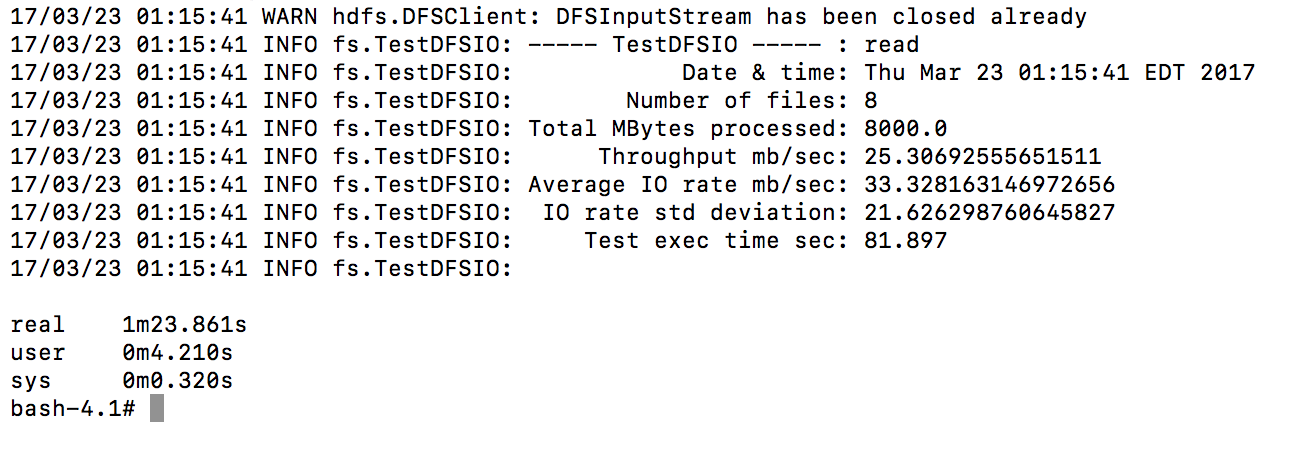 17/03/23 01:15:41 WARN hdfs.DFSClient: DFSInputStream has been closed already
17/03/23 01:15:41 INFO fs.TestDFSIO: ----- TestDFSIO ----- : read
17/03/23 01:15:41 INFO fs.TestDFSIO:            Date & time: Thu Mar 23 01:15:41 EDT 2017
17/03/23 01:15:41 INFO fs.TestDFSIO:        Number of files: 8
17/03/23 01:15:41 INFO fs.TestDFSIO: Total MBytes processed: 8000.0
17/03/23 01:15:41 INFO fs.TestDFSIO:      Throughput mb/sec: 25.30692555651511
17/03/23 01:15:41 INFO fs.TestDFSIO: Average IO rate mb/sec: 33.328163146972656
17/03/23 01:15:41 INFO fs.TestDFSIO:  IO rate std deviation: 21.626298760645827
17/03/23 01:15:41 INFO fs.TestDFSIO:     Test exec time sec: 81.897
17/03/23 01:15:41 INFO fs.TestDFSIO:
real    1m23.861s
user    0m4.210s
sys     0m0.320s
bash-4.1#